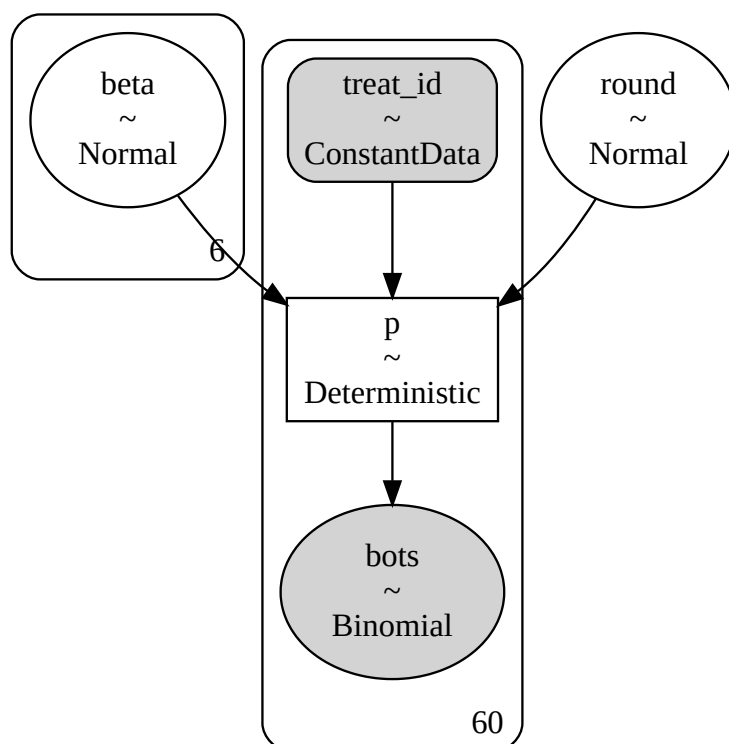 beta
~
Normal
6
treat_id
~
ConstantData
round
~
Normal
p
~
Deterministic
bots
~
Binomial
60